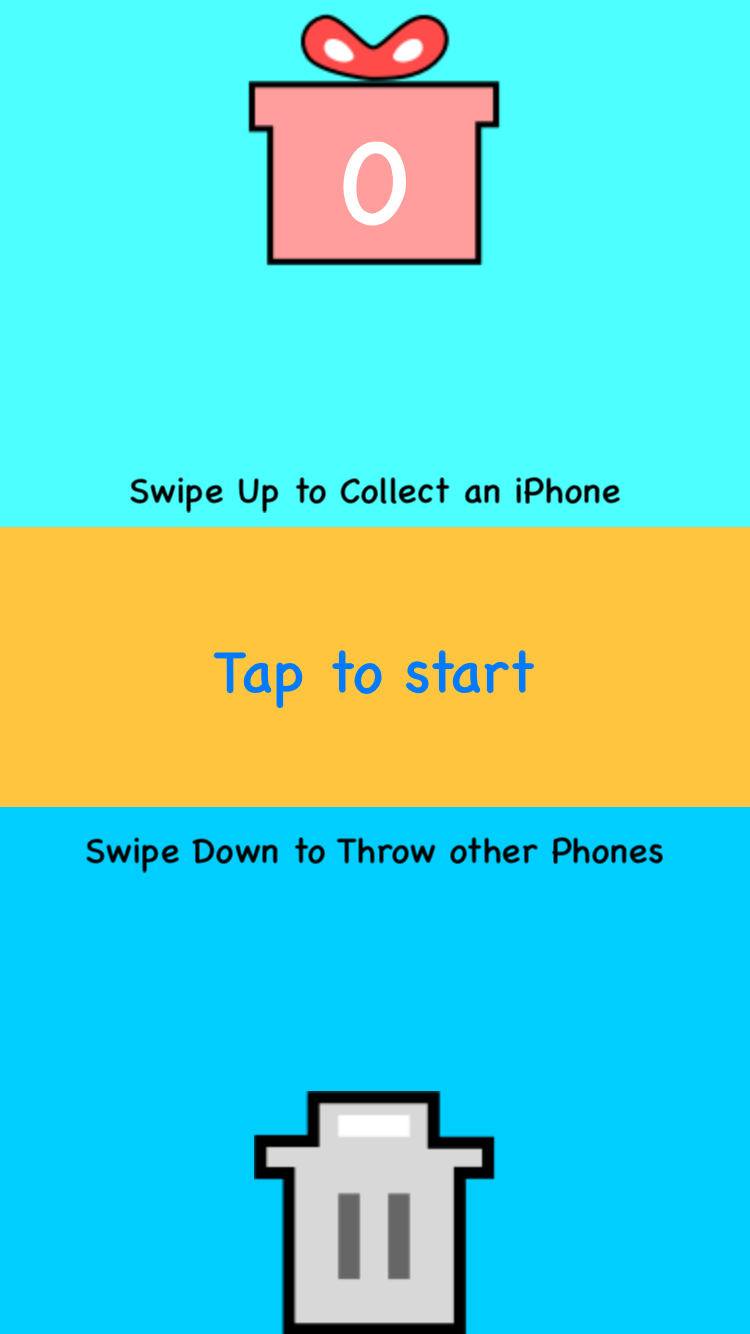 0
Swipe Up to Collect an iPhone
Tap to start
Swipe Down to Throw other Phones